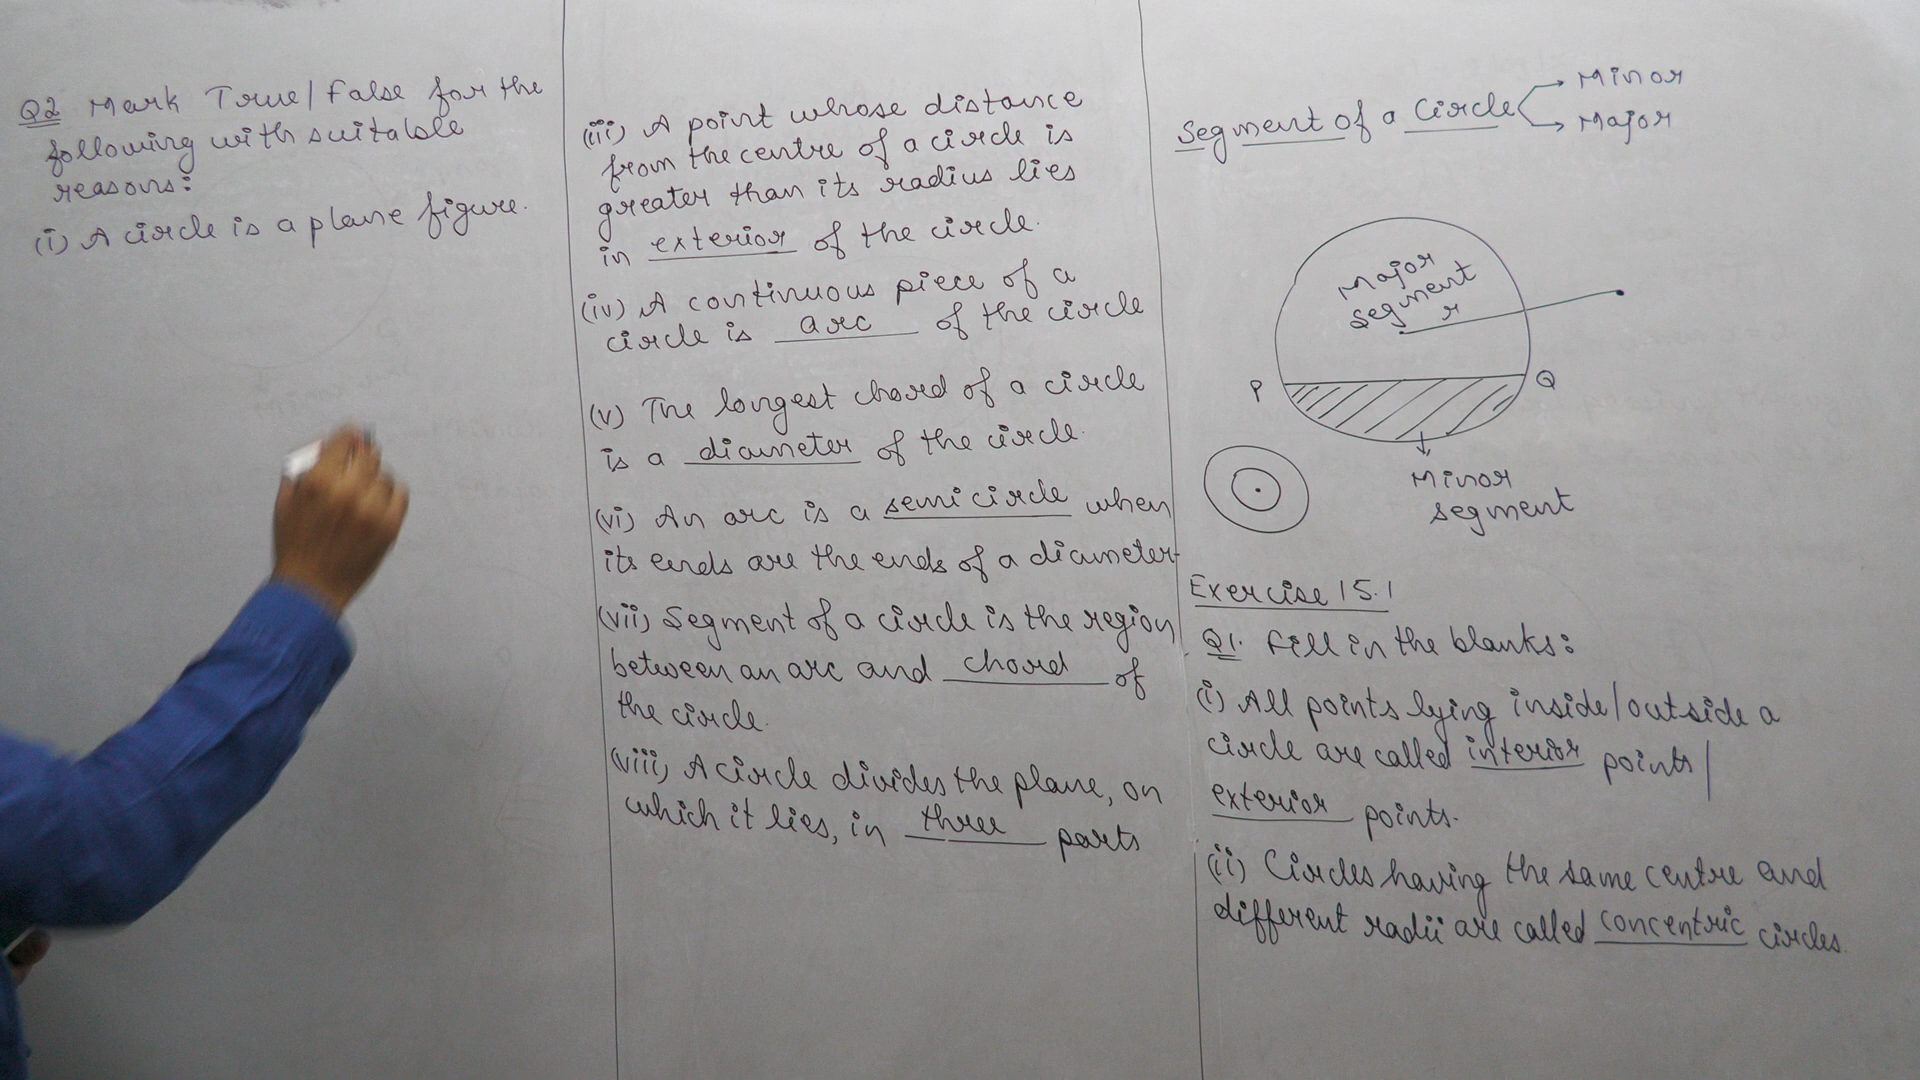 Q2 Mark True/False for the
following with suitable
reasons:
(i) A circle is a plane figure.
(iii) A point whose distance
from the centre of a circle is
greater than its radius lies
in exterior of the circle.
(iv) A continuous piece of a
circle is arc of the circle
(v) The longest chord of a circle
is a diameter of the circle.
(vi) An arc is a semicircle when
its ends are the ends of a diameter
(vii) Segment of a circle is the region
between an arc and chord of
the circle.
(viii) A circle divides the plane, on
which it lies, in three parts
Segment of a Circle
Minor
Major
Major
segment
r
P
Q
Minor
segment
Exercise 15.1
Q1. Fill in the blanks:
(i) All points lying inside/outside a
circle are called interior points/
exterior points.
(ii) Circles having the same centre and
different radii are called concentric circles.